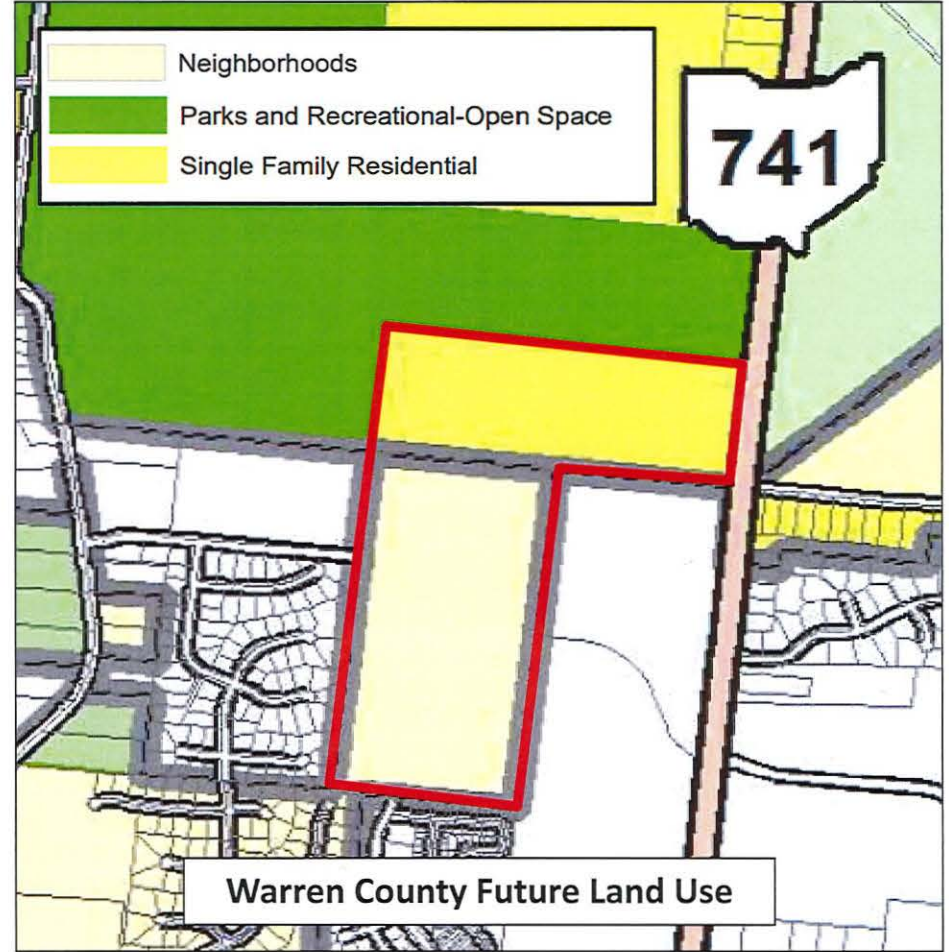 Neighborhoods
Parks and Recreational-Open Space
Single Family Residential
741
Warren County Future Land Use